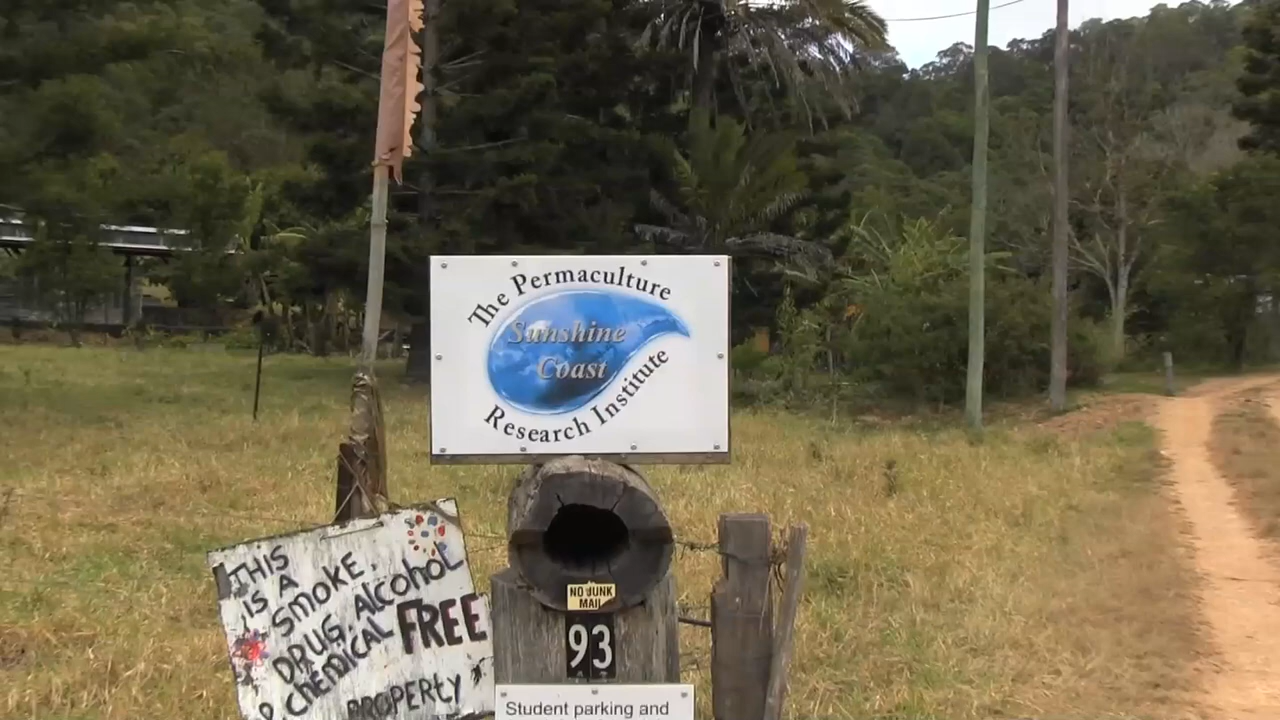 The Permaculture
Sunshine
Coast
Research Institute
THIS
IS A
SMOKE,
DRUG, ALCOHOL
& CHEMICAL FREE
PROPERTY
NO JUNK
MAIL
93
Student parking and